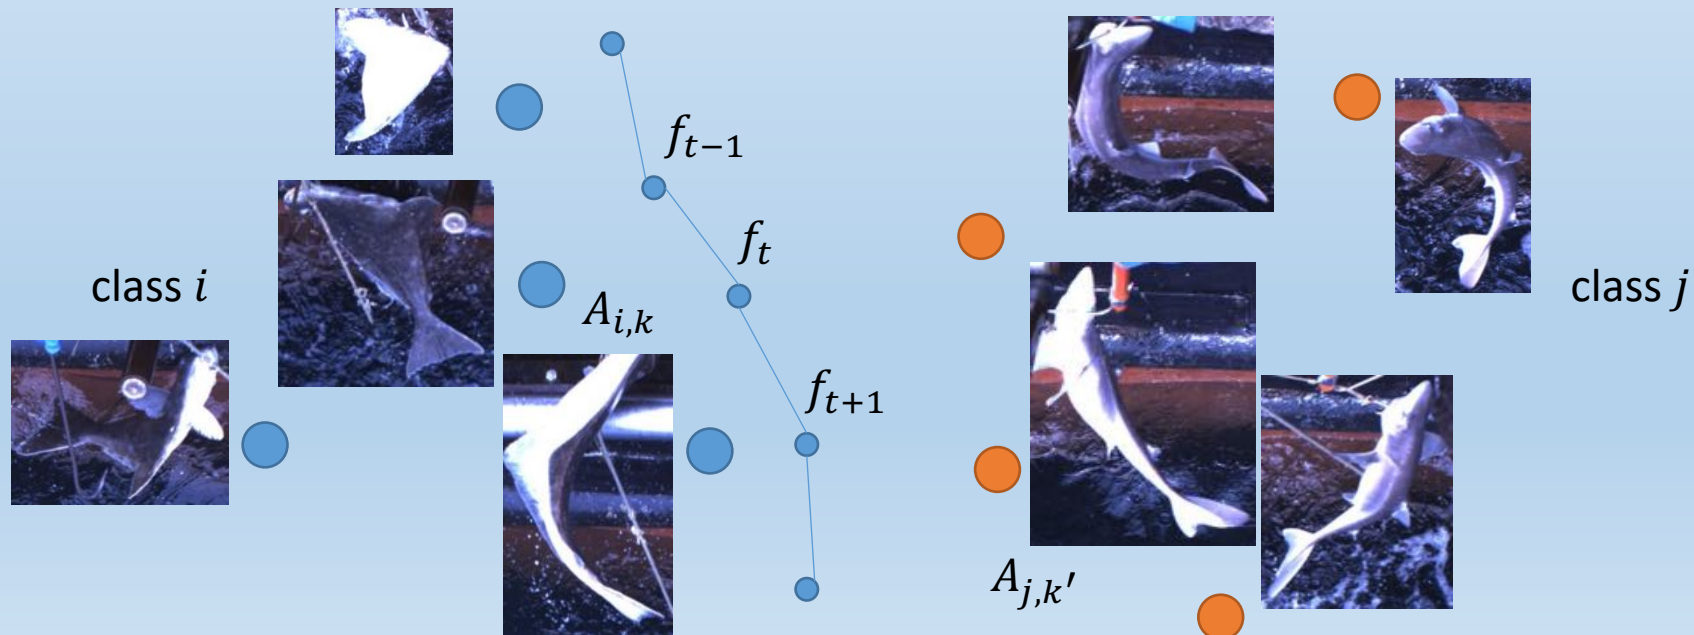 f_{t−1}
f_t
class i
class j
A_{i,k}
f_{t+1}
A_{j,k′}